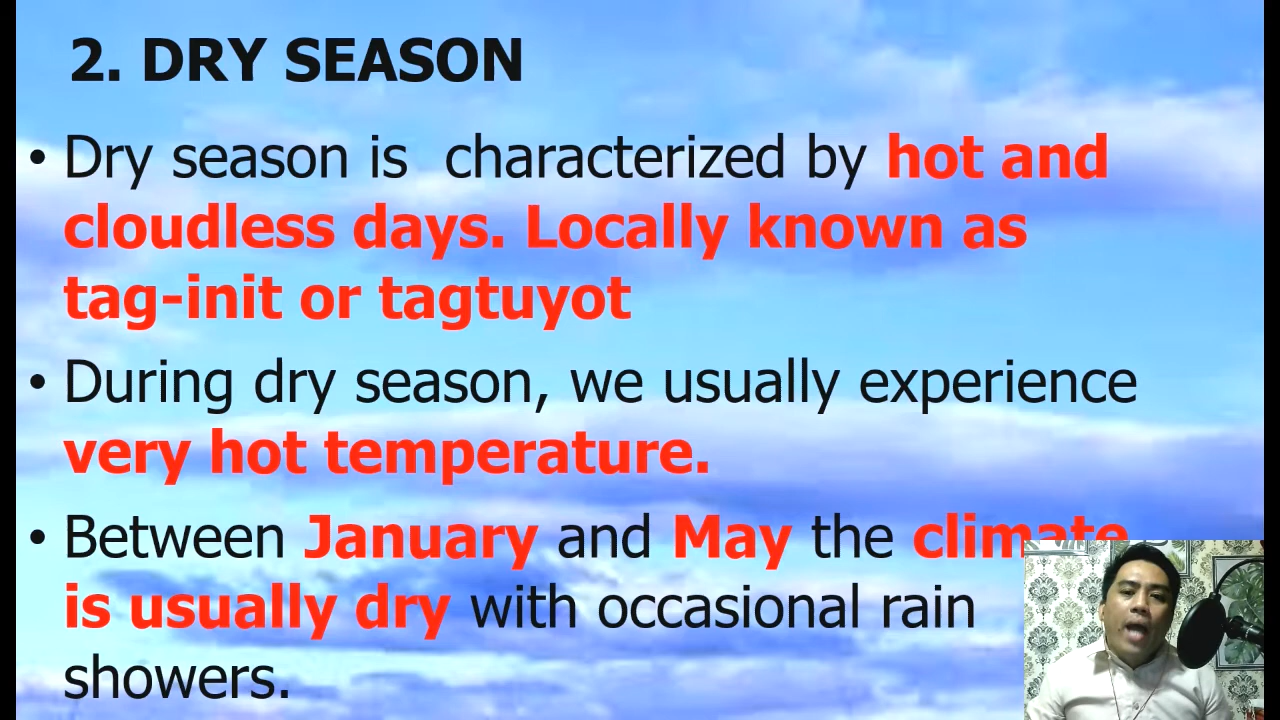 2. DRY SEASON
• Dry season is  characterized by hot and
cloudless days. Locally known as
tag-init or tagtuyot
• During dry season, we usually experience
very hot temperature.
• Between January and May the climate
is usually dry with occasional rain
showers.